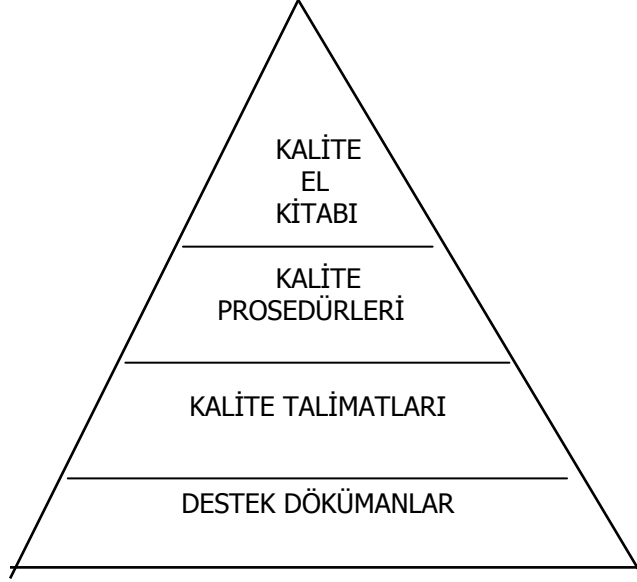 KALİTE
EL
KİTABI
KALİTE
PROSEDÜRLERİ
KALİTE TALİMATLARI
DESTEK DÖKÜMANLAR